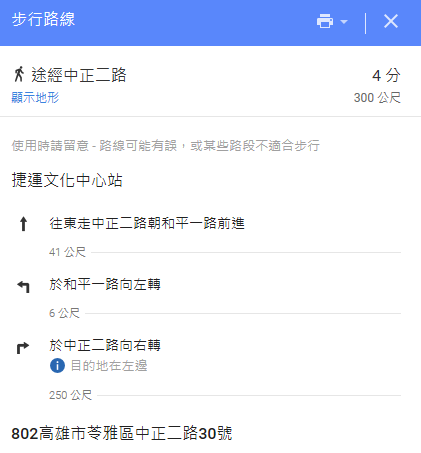 步行路線
途經中正二路 4 分
顯示地形 300 公尺
使用時請留意 - 路線可能有誤，或某些路段不適合步行
捷運文化中心站
往東走中正二路朝和平一路前進
41 公尺
於和平一路向左轉
6 公尺
於中正二路向右轉
目的地在左邊
250 公尺
802高雄市苓雅區中正二路30號